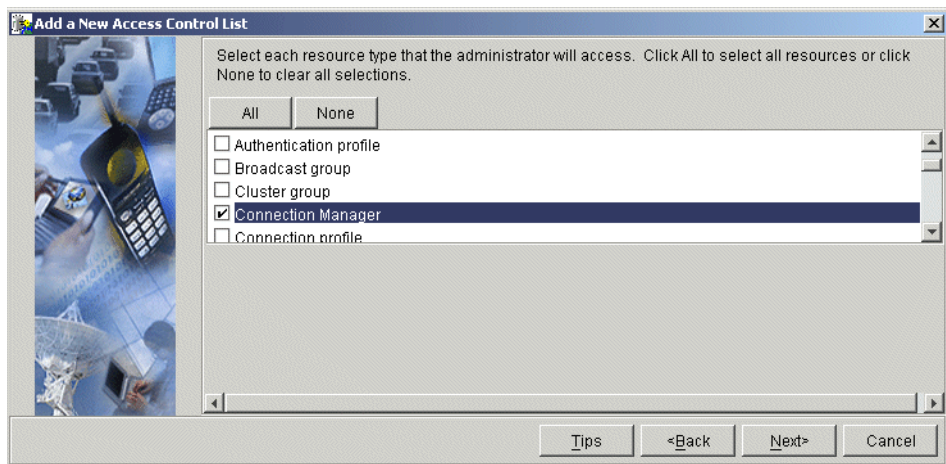 Add a New Access Control List
Select each resource type that the administrator will access. Click All to select all resources or click
None to clear all selections.
All None
Authentication profile
Broadcast group
Cluster group
Connection Manager
Connection profile
Tips <Back Next> Cancel